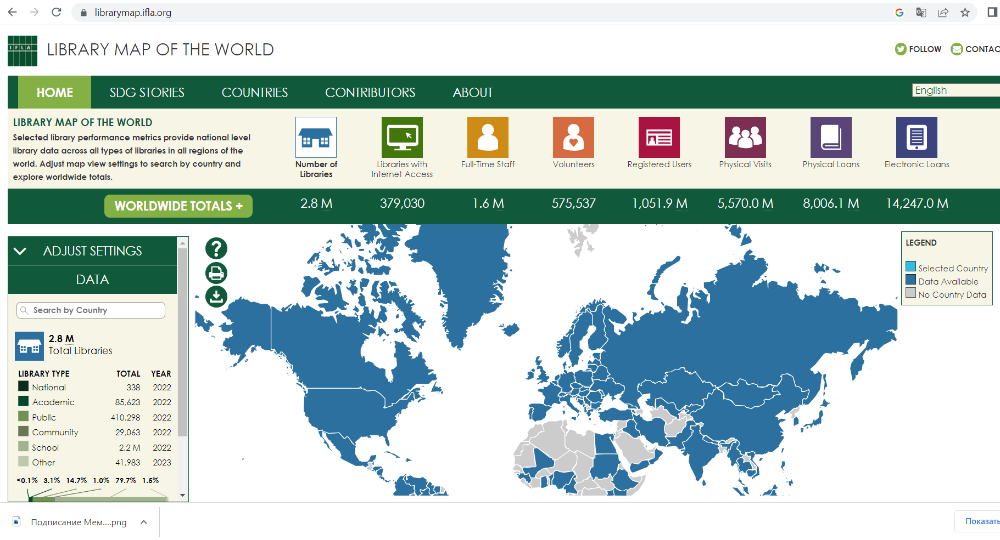 librarymap.ifla.org
IFLA
LIBRARY MAP OF THE WORLD
FOLLOW
CONTAC
HOME
SDG STORIES
COUNTRIES
CONTRIBUTORS
ABOUT
English
LIBRARY MAP OF THE WORLD
Selected library performance metrics provide national level
library data across all types of libraries in all regions of the
world. Adjust map view settings to search by country and
explore worldwide totals.
Number of
Libraries
Libraries with
Internet Access
Full-Time Staff
Volunteers
Registered Users
Physical Visits
Physical Loans
Electronic Loans
WORLDWIDE TOTALS +
2.8 M
379,030
1.6 M
575,537
1,051.9 M
5,570.0 M
8,006.1 M
14,247.0 M
ADJUST SETTINGS
DATA
Search by Country
2.8 M
Total Libraries
LIBRARY TYPE TOTAL YEAR
National 338 2022
Academic 85,623 2022
Public 410,298 2022
Community 29,063 2022
School 2.2 M 2022
Other 41,983 2023
<0.1% 3.1% 14.7% 1.0% 79.7% 1.5%
?
LEGEND
Selected Country
Data Available
No Country Data
Подписание Мем....png
Показать